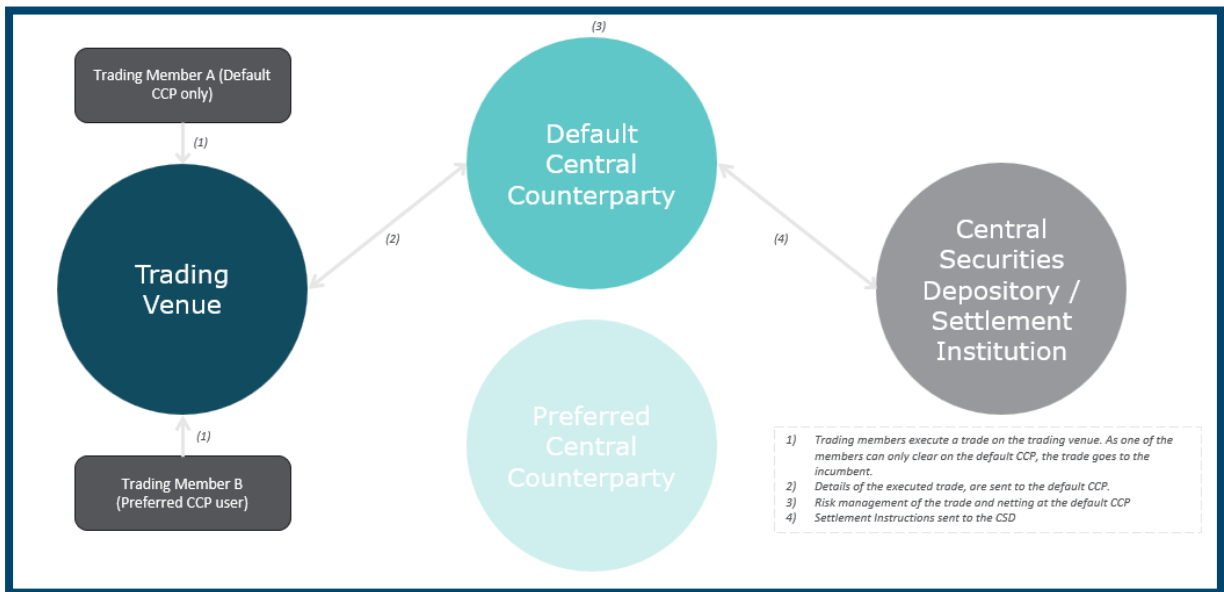 (3)
Trading Member A (Default
CCP only)
(1)
Default
Central
Counterparty
Trading
Venue
(2)
(4)
Central
Securities
Depository /
Settlement
Institution
Preferred
Central
Counterparty
(1)
Trading Member B
(Preferred CCP user)
1) Trading members execute a trade on the trading venue. As one of the
members can only clear on the default CCP, the trade goes to the
incumbent.
2) Details of the executed trade, are sent to the default CCP.
3) Risk management of the trade and netting at the default CCP
4) Settlement Instructions sent to the CSD